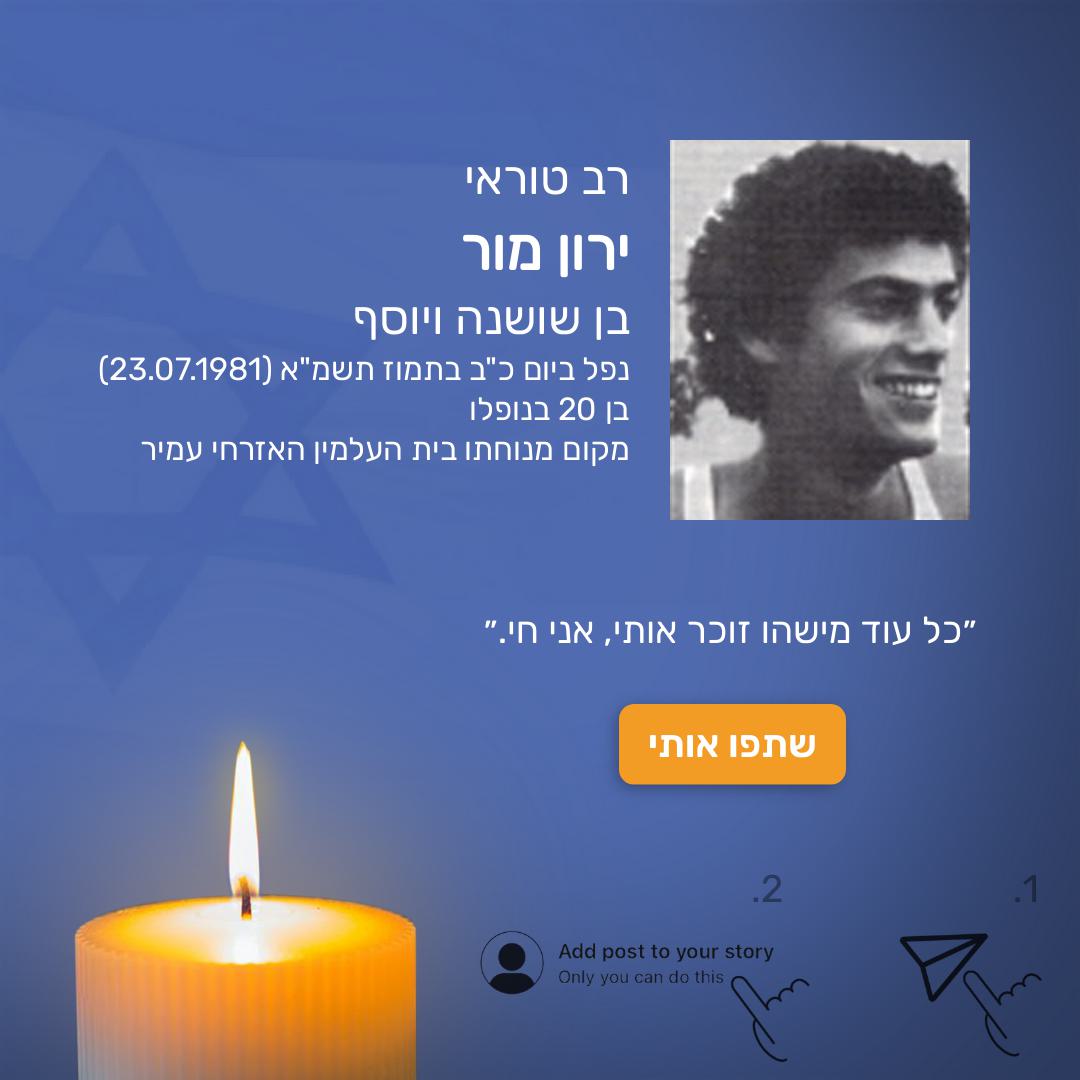 רב טוראי
ירון מור
בן שושנה ויוסף
נפל ביום כ"ב בתמוז תשמ"א (23.07.1981)
בן 20 בנופלו
מקום מנוחתו בית העלמין האזרחי עמיר
״כל עוד מישהו זוכר אותי, אני חי.״
שתפו אותי
.1
.2
Add post to your story
Only you can do this